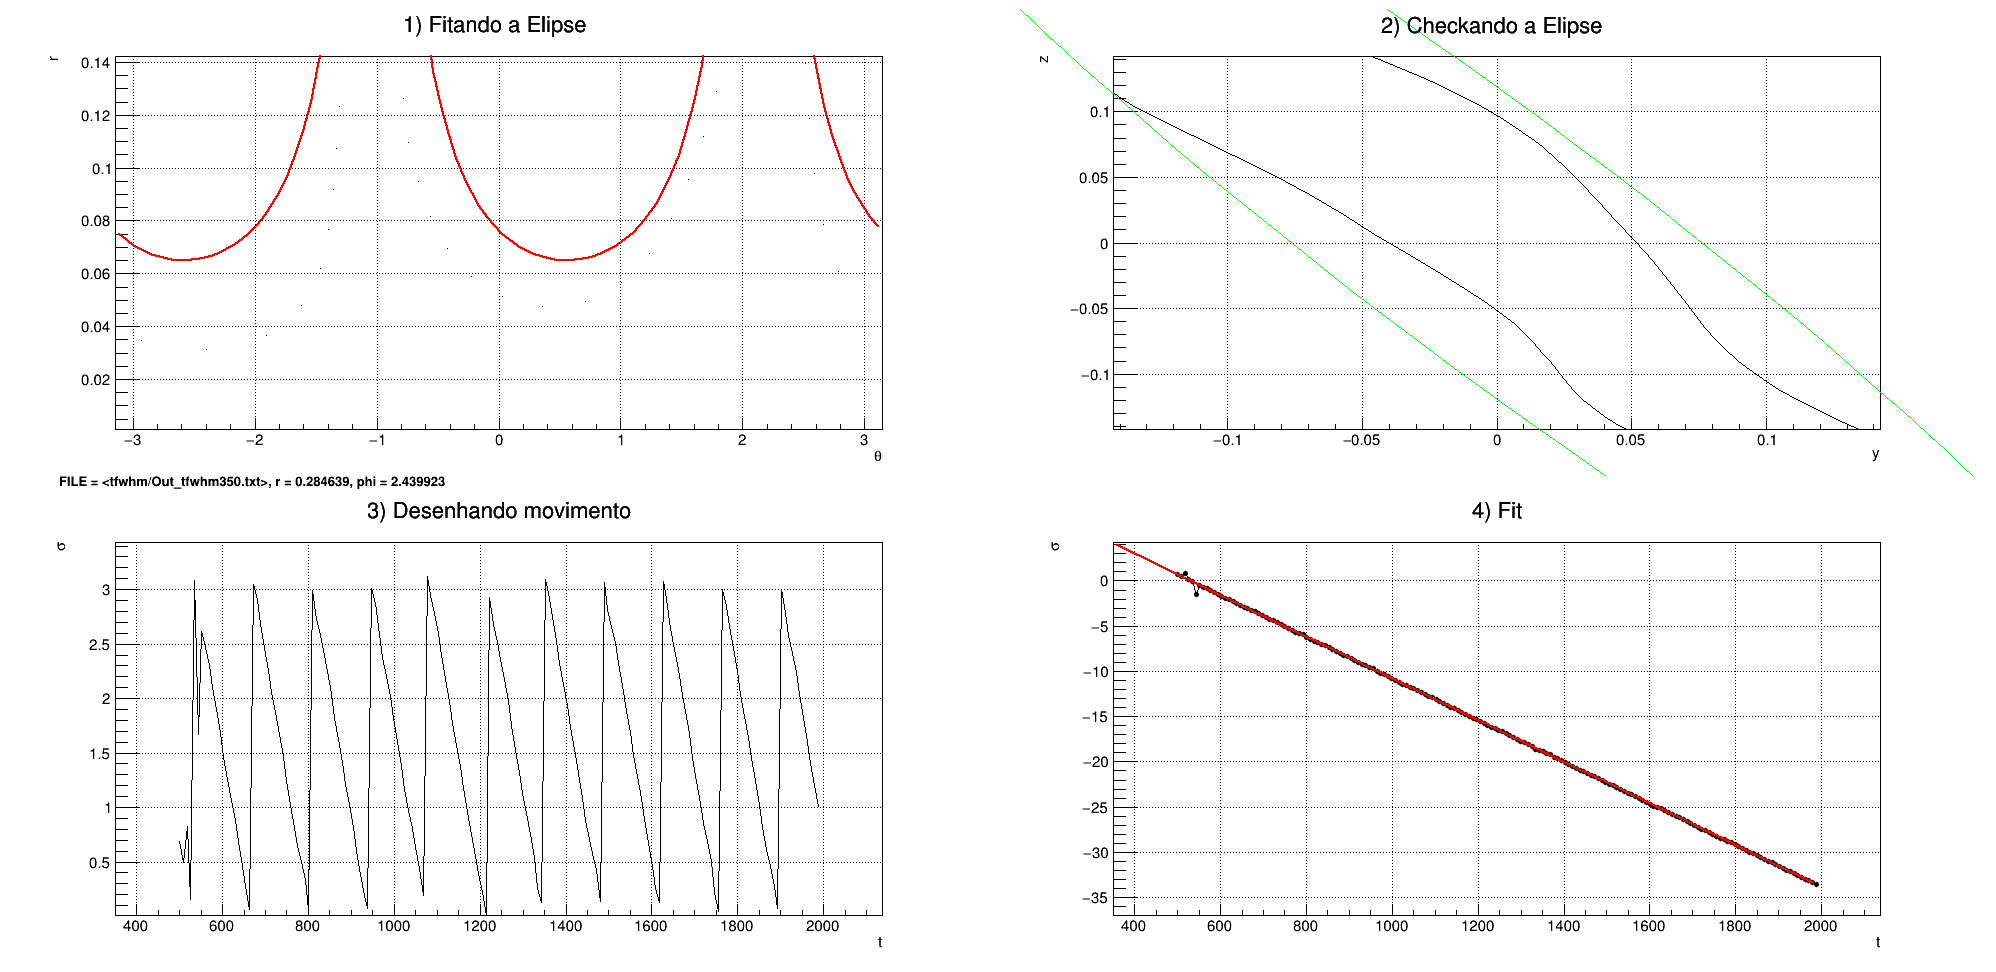 1) Fitando a Elipse
r
0.14
0.12
0.1
0.08
0.06
0.04
0.02
−3 −2 −1 0 1 2 3
θ
2) Checkando a Elipse
z
0.1
0.05
0
−0.05
−0.1
−0.1 −0.05 0 0.05 0.1
y
FILE = <tfwhm/Out_tfwhm350.txt>, r = 0.284639, phi = 2.439923
3) Desenhando movimento
σ
3
2.5
2
1.5
1
0.5
400 600 800 1000 1200 1400 1600 1800 2000
t
4) Fit
σ
0
−5
−10
−15
−20
−25
−30
−35
400 600 800 1000 1200 1400 1600 1800 2000
t